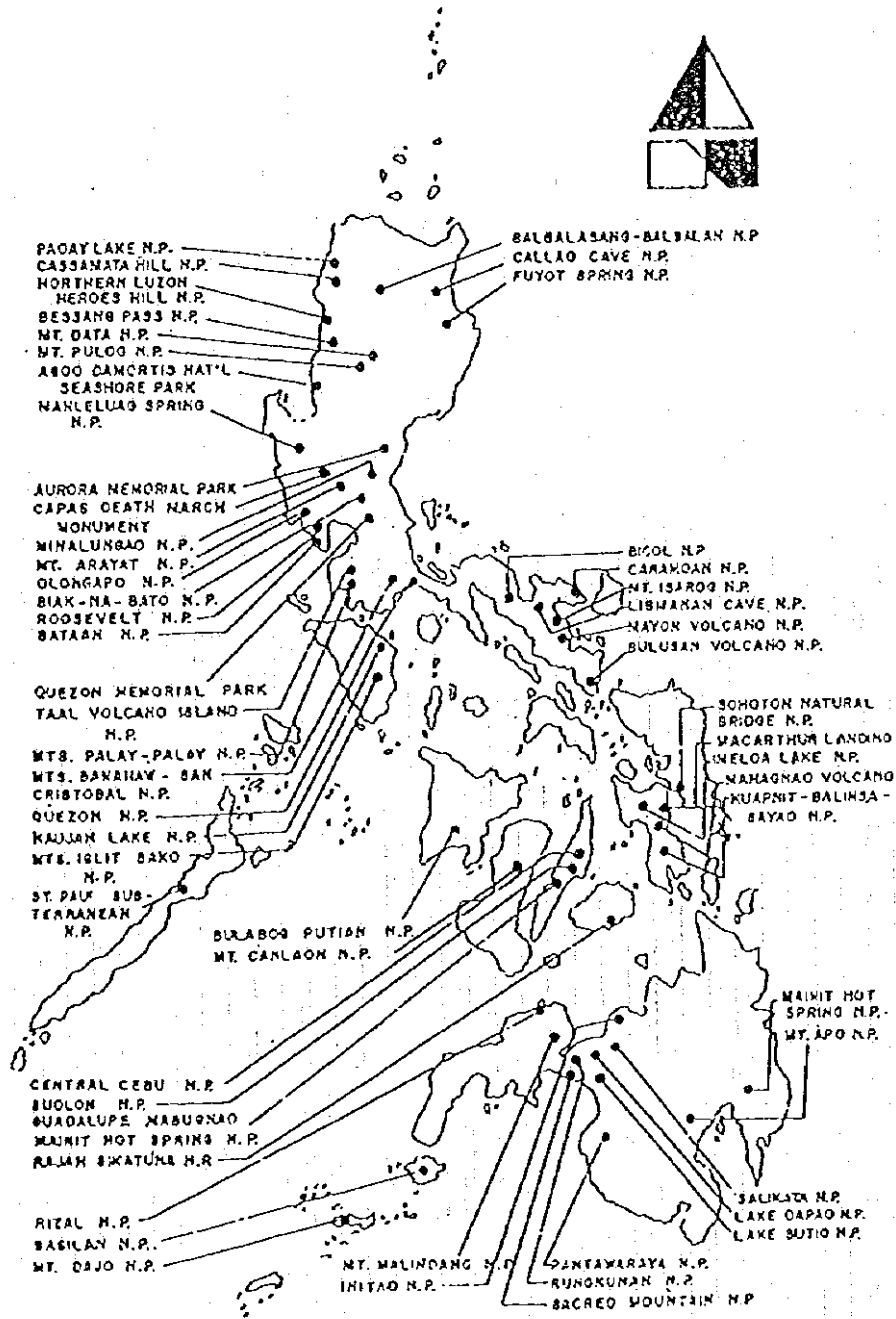 PAOAY LAKE N.P.
CASSAMATA HILL N.P.
NORTHERN LUZON
HEROES HILL N.P.
BESSANG PASS N.P.
MT. DATA N.P.
MT. PULOG N.P.
AGOO DAMORTIS NAT'L
SEASHORE PARK
MANLELUAG SPRING
N.P.
BALBALASANG-BALBALAN N.P
CALLAO CAVE N.P.
FUYOT SPRING N.P.
AURORA MEMORIAL PARK
CAPAS DEATH MARCH
MONUMENT
MINALUNGAO N.P.
MT. ARAYAT N.P.
OLONGAPO N.P.
BIAK-NA-BATO N.P.
ROOSEVELT N.P.
BATAAN N.P.
QUEZON MEMORIAL PARK
TAAL VOLCANO ISLAND
N.P.
MTS. PALAY-PALAY N.P.
MTS. BANAHAW-SAN
CRISTOBAL N.P.
QUEZON N.P.
NAUJAN LAKE N.P.
MTS. IGLIT BAKO
N.P.
ST. PAUL SUB-
TERRANEAN
N.P.
BICOL N.P
CARAMOAN N.P.
MT. ISAROG N.P.
LIBMANAN CAVE N.P.
MAYON VOLCANO N.P.
BULUSAN VOLCANO N.P.
SOHOTON NATURAL
BRIDGE N.P.
MACARTHUR LANDING
IMELDA LAKE N.P.
MAHAGNAO VOLCANO
KUAPNIT-BALINSA-
SAYAO N.P.
BULABOG PUTIAN N.P.
MT. CANLAON N.P.
MAINIT HOT
SPRING N.P.
MT. APO N.P.
CENTRAL CEBU N.P.
SUDLON N.P.
GUADALUPE MABUGNAO
MAINIT HOT SPRING N.P.
RAJAH SIKATUNA N.P.
RIZAL N.P.
BASILAN N.P.
MT. DAJO N.P.
SALIKATA N.P.
LAKE DAPAO N.P.
LAKE BUTIG N.P.
MT. MALINDANG N.P
INITAO N.P.
PANTAWARAYA N.P.
RUNGKUNAN N.P.
SACRED MOUNTAIN N.P